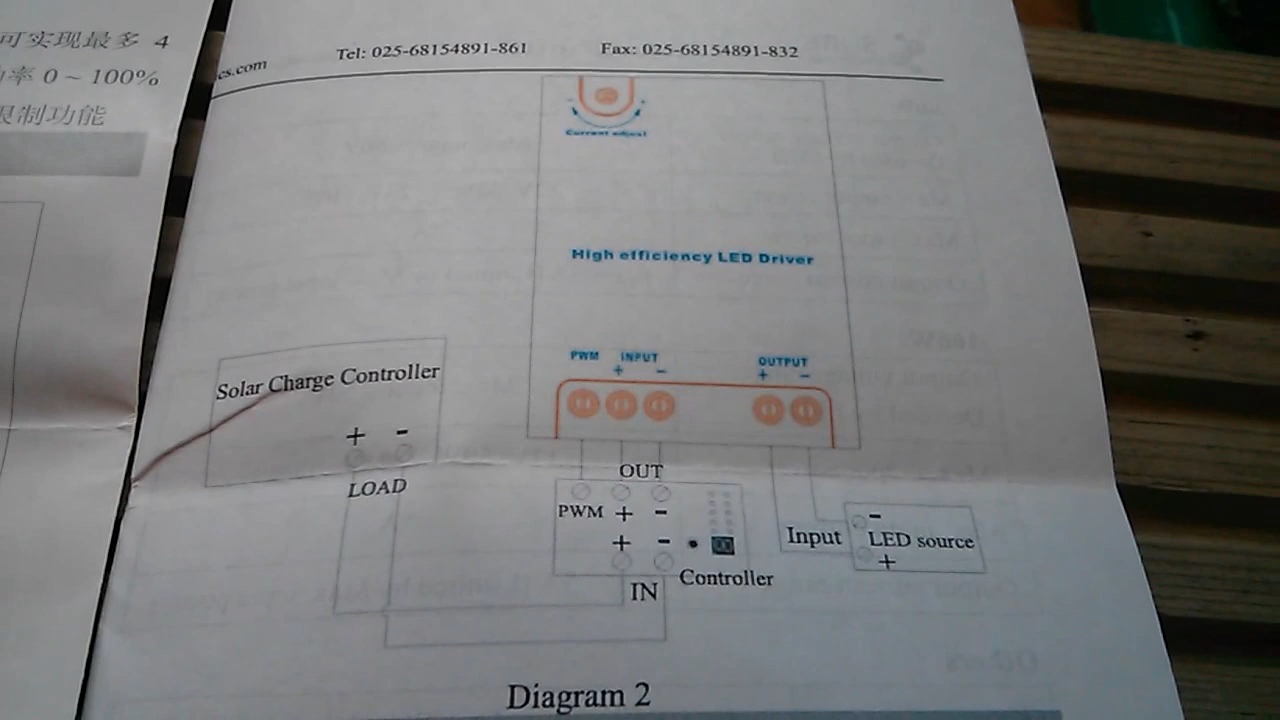 可实现最多 4
率 0 ~ 100%
限制功能
cs.com
Tel: 025-68154891-861 Fax: 025-68154891-832
Current adjust
High efficiency LED Driver
PWM INPUT OUTPUT
+ - + -
Solar Charge Controller
+ -
LOAD
OUT
PWM + -
+ -
IN
Controller
Input
-
LED source
+
Diagram 2